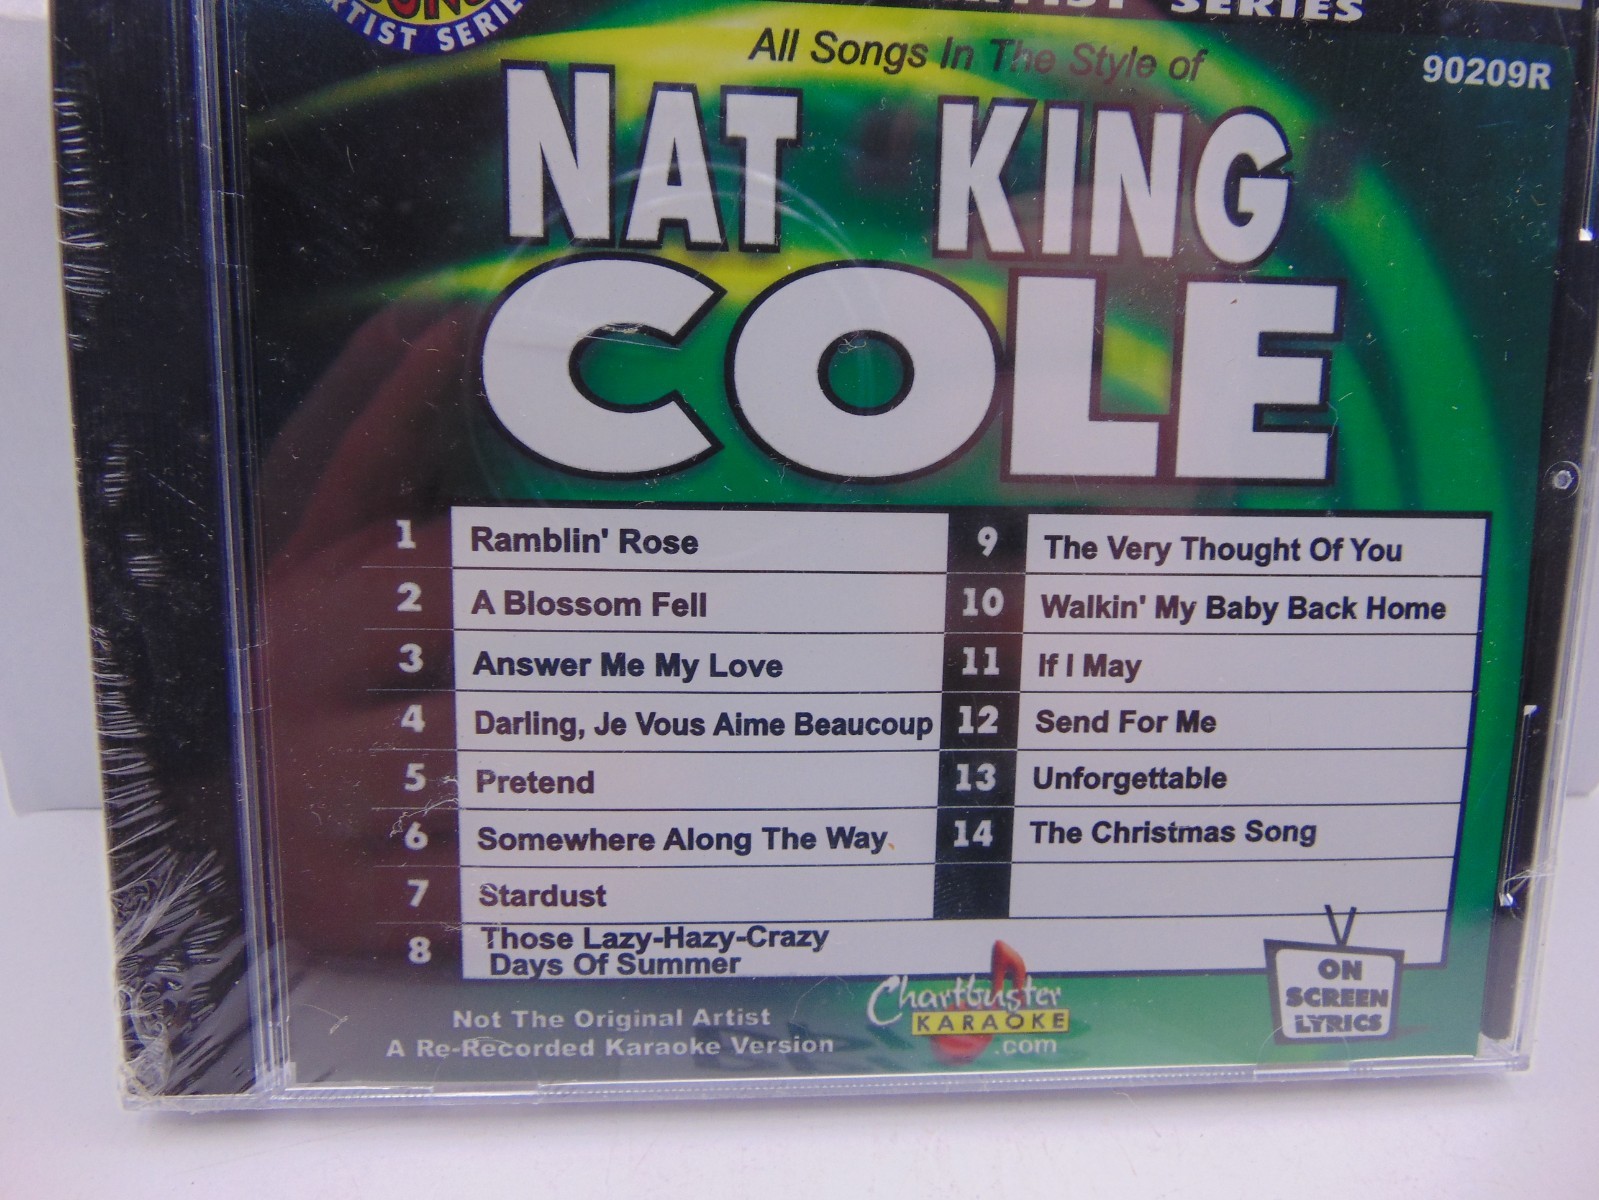 ARTIST SERIES
ARTIST SERIES
All Songs In The Style of
90209R
NAT KING
COLE
1 Ramblin' Rose
2 A Blossom Fell
3 Answer Me My Love
4 Darling, Je Vous Aime Beaucoup
5 Pretend
6 Somewhere Along The Way
7 Stardust
8 Those Lazy-Hazy-Crazy
Days Of Summer
9 The Very Thought Of You
10 Walkin' My Baby Back Home
11 If I May
12 Send For Me
13 Unforgettable
14 The Christmas Song
Not The Original Artist
A Re-Recorded Karaoke Version
Chartbuster
KARAOKE
.com
ON
SCREEN
LYRICS